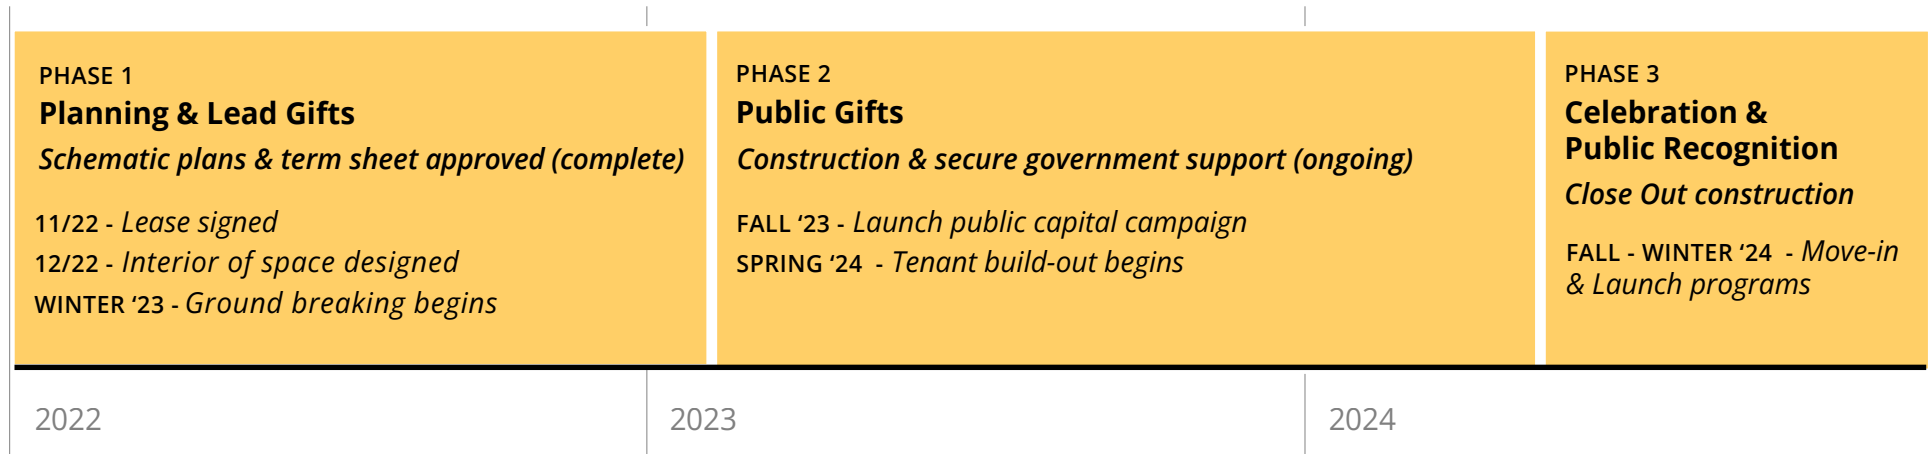 PHASE 1
Planning & Lead Gifts
Schematic plans & term sheet approved (complete)
11/22 - Lease signed
12/22 - Interior of space designed
WINTER ‘23 - Ground breaking begins
PHASE 2
Public Gifts
Construction & secure government support (ongoing)
FALL ‘23 - Launch public capital campaign
SPRING ‘24 - Tenant build-out begins
PHASE 3
Celebration &
Public Recognition
Close Out construction
FALL - WINTER ‘24 - Move-in
& Launch programs
2022
2023
2024